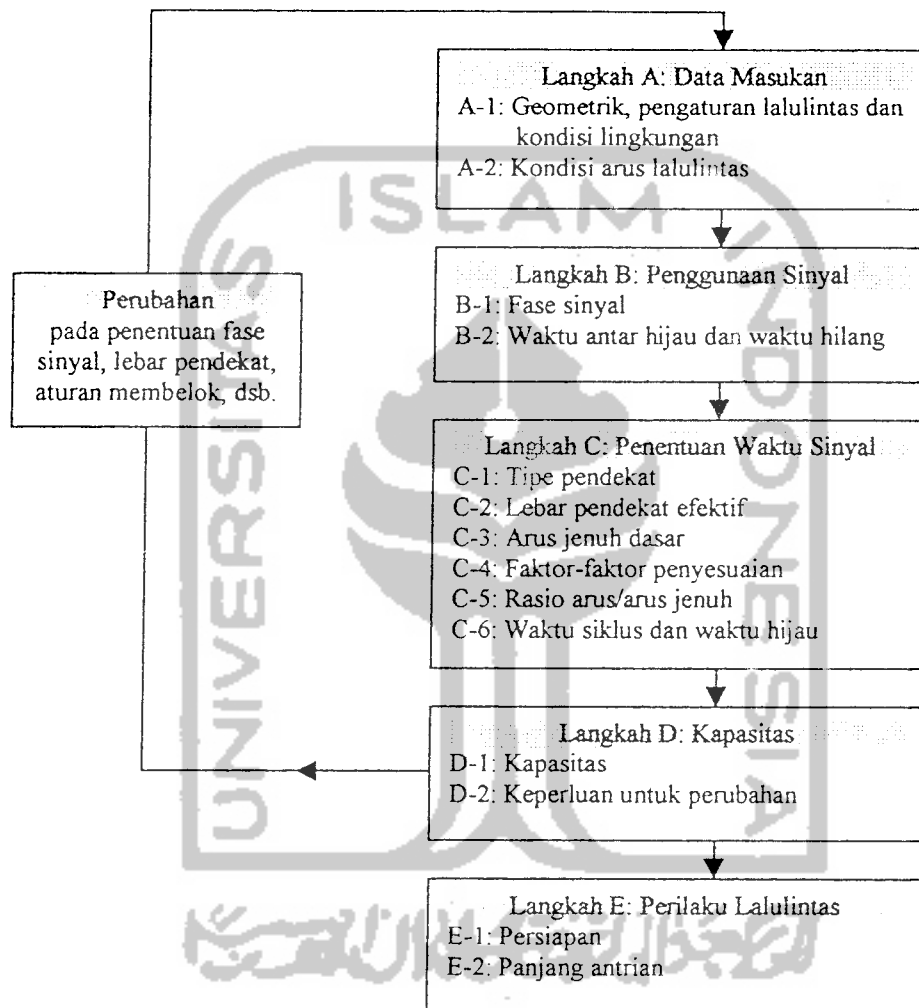 Langkah A: Data Masukan
A-1: Geometrik, pengaturan lalulintas dan
kondisi lingkungan
A-2: Kondisi arus lalulintas
Langkah B: Penggunaan Sinyal
B-1: Fase sinyal
B-2: Waktu antar hijau dan waktu hilang
Perubahan
pada penentuan fase
sinyal, lebar pendekat,
aturan membelok, dsb.
Langkah C: Penentuan Waktu Sinyal
C-1: Tipe pendekat
C-2: Lebar pendekat efektif
C-3: Arus jenuh dasar
C-4: Faktor-faktor penyesuaian
C-5: Rasio arus/arus jenuh
C-6: Waktu siklus dan waktu hijau
Langkah D: Kapasitas
D-1: Kapasitas
D-2: Keperluan untuk perubahan
Langkah E: Perilaku Lalulintas
E-1: Persiapan
E-2: Panjang antrian
UNIVERSITAS
ISLAM
INDONESIA